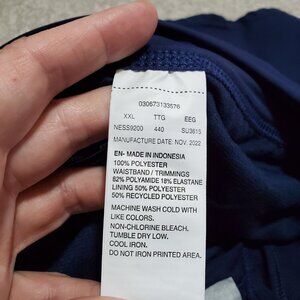 030673133576
XXL TTG EEG
NESS9200 440 SU3615
MANUFACTURE DATE: NOV. 2022
EN- MADE IN INDONESIA
100% POLYESTER
WAISTBAND / TRIMMINGS
82% POLYAMIDE 18% ELASTANE
LINING 50% POLYESTER
50% RECYCLED POLYESTER
MACHINE WASH COLD WITH
LIKE COLORS.
NON-CHLORINE BLEACH.
TUMBLE DRY LOW.
COOL IRON.
DO NOT IRON PRINTED AREA.